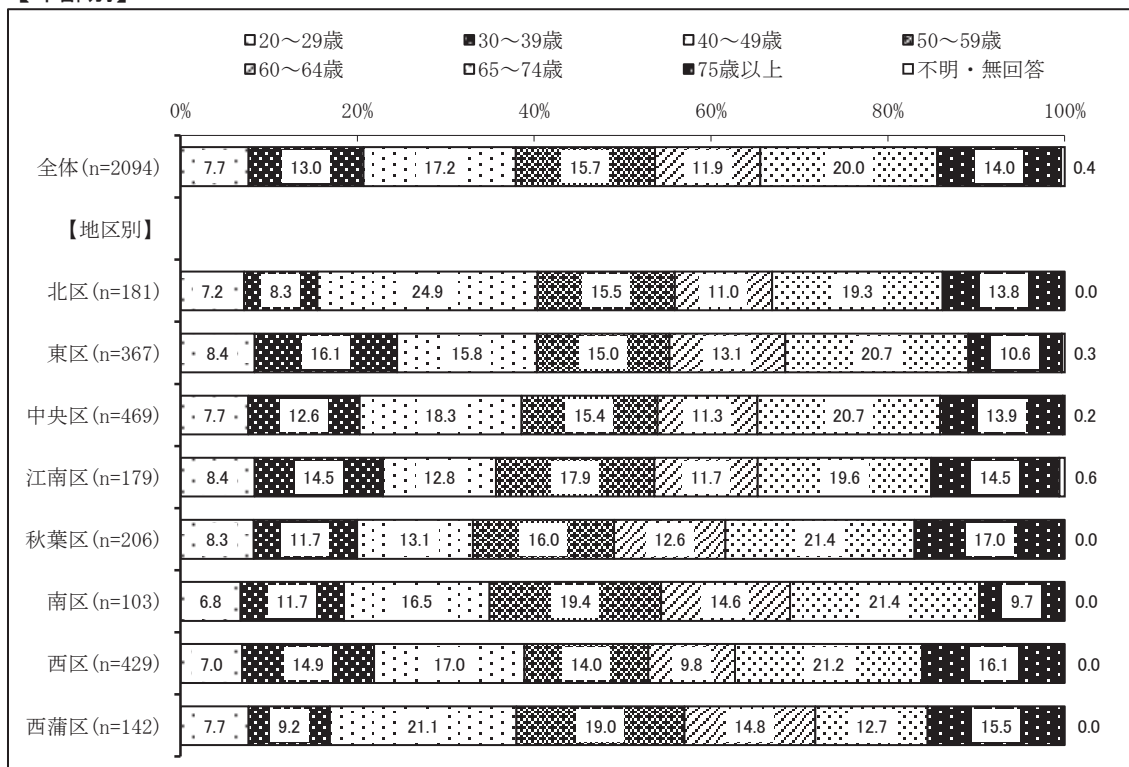 □20～29歳 ■30～39歳 □40～49歳 ▨50～59歳
▨60～64歳 □65～74歳 ■75歳以上 □不明・無回答
0% 20% 40% 60% 80% 100%
全体(n=2094) 7.7 13.0 17.2 15.7 11.9 20.0 14.0 0.4
【地区別】
北区(n=181) 7.2 8.3 24.9 15.5 11.0 19.3 13.8 0.0
東区(n=367) 8.4 16.1 15.8 15.0 13.1 20.7 10.6 0.3
中央区(n=469) 7.7 12.6 18.3 15.4 11.3 20.7 13.9 0.2
江南区(n=179) 8.4 14.5 12.8 17.9 11.7 19.6 14.5 0.6
秋葉区(n=206) 8.3 11.7 13.1 16.0 12.6 21.4 17.0 0.0
南区(n=103) 6.8 11.7 16.5 19.4 14.6 21.4 9.7 0.0
西区(n=429) 7.0 14.9 17.0 14.0 9.8 21.2 16.1 0.0
西蒲区(n=142) 7.7 9.2 21.1 19.0 14.8 12.7 15.5 0.0